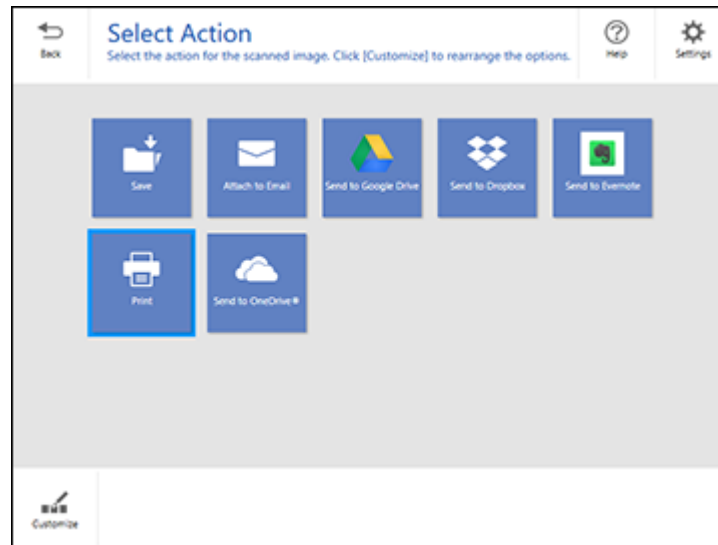 Back
Select Action
Select the action for the scanned image. Click [Customize] to rearrange the options.
Help
Settings
Save
Attach to Email
Send to Google Drive
Send to Dropbox
Send to Evernote
Print
Send to OneDrive®
Customize